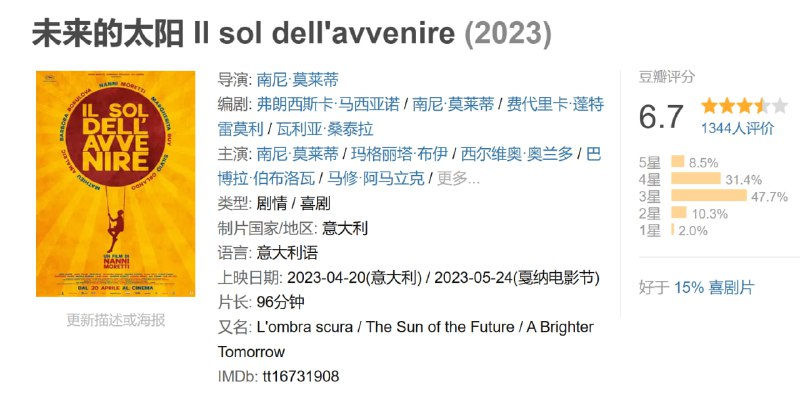 未来的太阳 Il sol dell'avvenire (2023)
NANNI MORETTI
MARGHERITA BUY
SILVIO ORLANDO
BARBORA BOBULOVA
MATHIEU AMALRIC
IL SOL
DELL'
AVVE
NIRE
UN FILM DI
NANNI
MORETTI
DAL 20 APRILE AL CINEMA
更新描述或海报
导演: 南尼·莫莱蒂
编剧: 弗朗西斯卡·马西亚诺 / 南尼·莫莱蒂 / 费代里卡·蓬特
雷莫利 / 瓦利亚·桑泰拉
主演: 南尼·莫莱蒂 / 玛格丽塔·布伊 / 西尔维奥·奥兰多 / 巴
博拉·伯布洛瓦 / 马修·阿马立克 / 更多...
类型: 剧情 / 喜剧
制片国家/地区: 意大利
语言: 意大利语
上映日期: 2023-04-20(意大利) / 2023-05-24(戛纳电影节)
片长: 96分钟
又名: L'ombra scura / The Sun of the Future / A Brighter
Tomorrow
IMDb: tt16731908
豆瓣评分
6.7
1344人评价
5星 8.5%
4星 31.4%
3星 47.7%
2星 10.3%
1星 2.0%
好于 15% 喜剧片